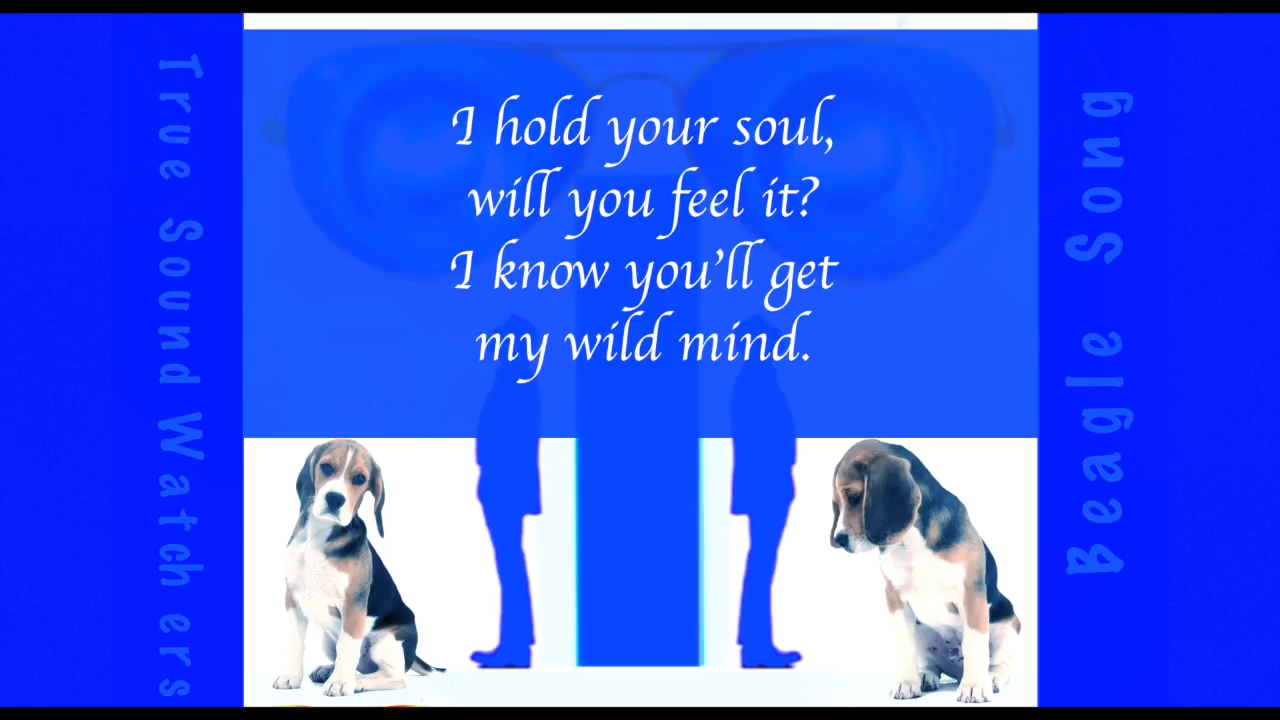 True Sound Watchers
I hold your soul,
will you feel it?
I know you'll get
my wild mind.
Beagle Song